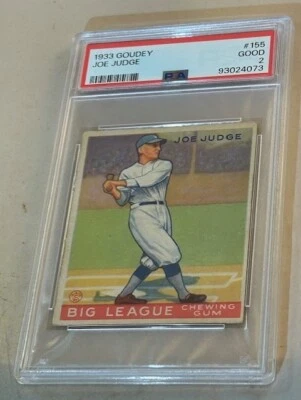 1933 GOUDEY #155
JOE JUDGE GOOD
2
PSA 93024073
JOE JUDGE
BIG LEAGUE CHEWING
GUM